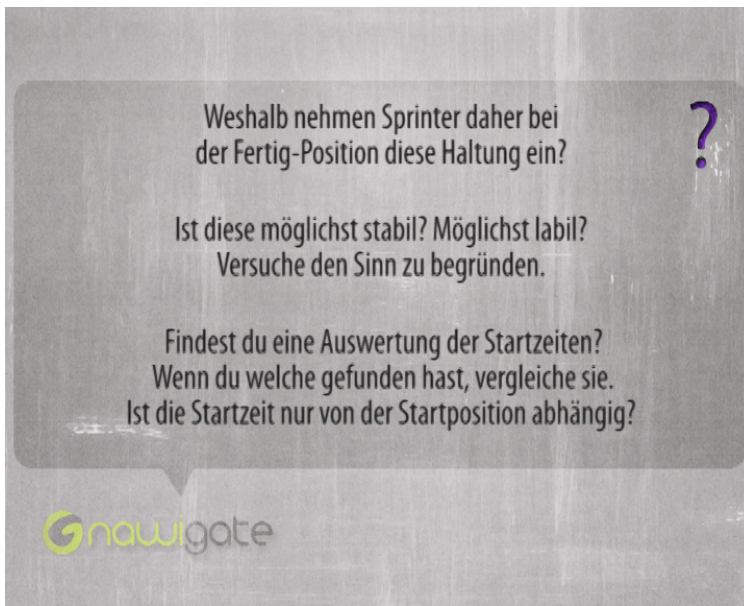 Weshalb nehmen Sprinter daher bei
der Fertig-Position diese Haltung ein?
?
Ist diese möglichst stabil? Möglichst labil?
Versuche den Sinn zu begründen.
Findest du eine Auswertung der Startzeiten?
Wenn du welche gefunden hast, vergleiche sie.
Ist die Startzeit nur von der Startposition abhängig?
Gnawigate